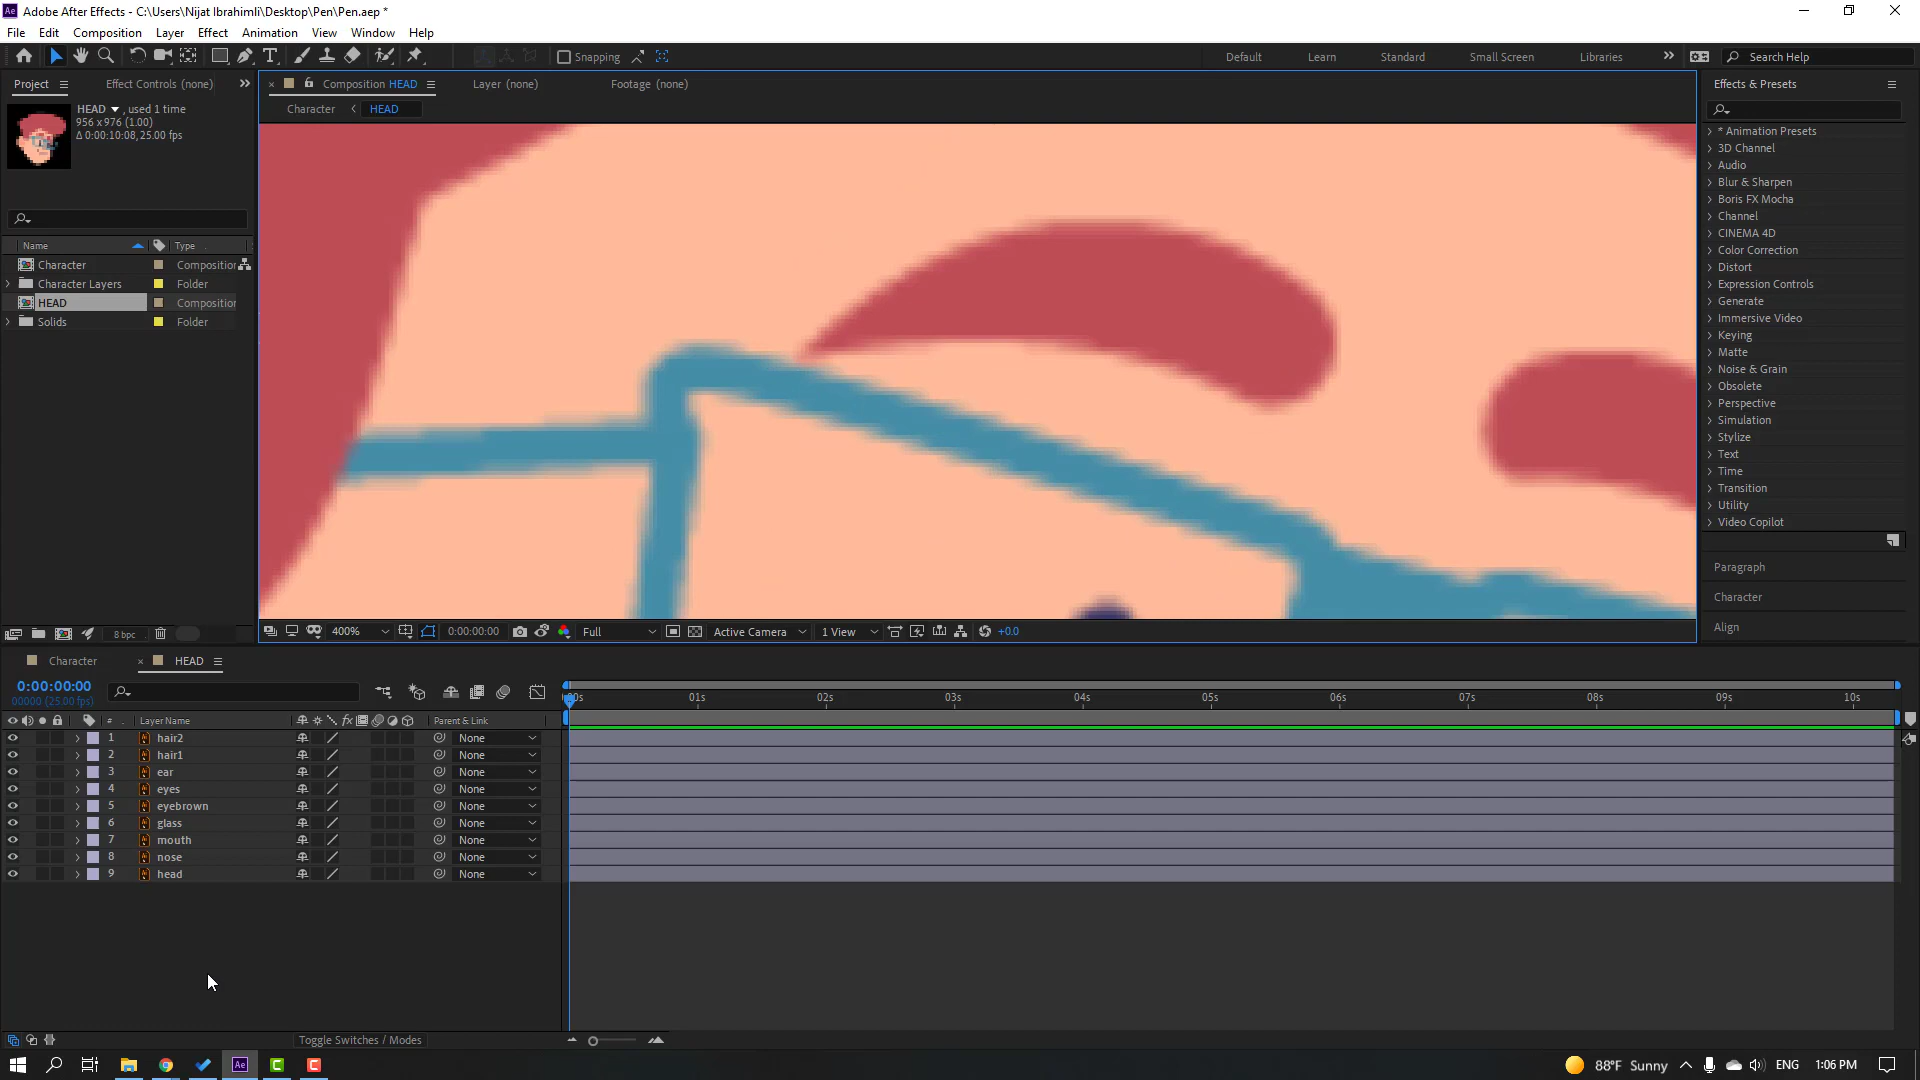 Adobe After Effects - C:\Users\Nijat Ibrahimli\Desktop\Pen\Pen.aep *
File Edit Composition Layer Effect Animation View Window Help
Snapping
Default Learn Standard Small Screen Libraries Search Help
Project Effect Controls (none)
Composition HEAD Layer (none) Footage (none)
Effects & Presets
HEAD , used 1 time
956 x 976 (1.00)
Δ 0:00:10:08, 25.00 fps
Character HEAD
Name Type
Character Composition
Character Layers Folder
HEAD Composition
Solids Folder
* Animation Presets
3D Channel
Audio
Blur & Sharpen
Boris FX Mocha
Channel
CINEMA 4D
Color Correction
Distort
Expression Controls
Generate
Immersive Video
Keying
Matte
Noise & Grain
Obsolete
Perspective
Simulation
Stylize
Text
Time
Transition
Utility
Video Copilot
Paragraph
Character
Align
8 bpc
400% 0:00:00:00 Full Active Camera 1 View +0.0
Character HEAD
0:00:00:00
00000 (25.00 fps)
:00s 01s 02s 03s 04s 05s 06s 07s 08s 09s 10s
# Layer Name Parent & Link
1 hair2 None
2 hair1 None
3 ear None
4 eyes None
5 eyebrown None
6 glass None
7 mouth None
8 nose None
9 head None
Toggle Switches / Modes
88°F Sunny ENG 1:06 PM